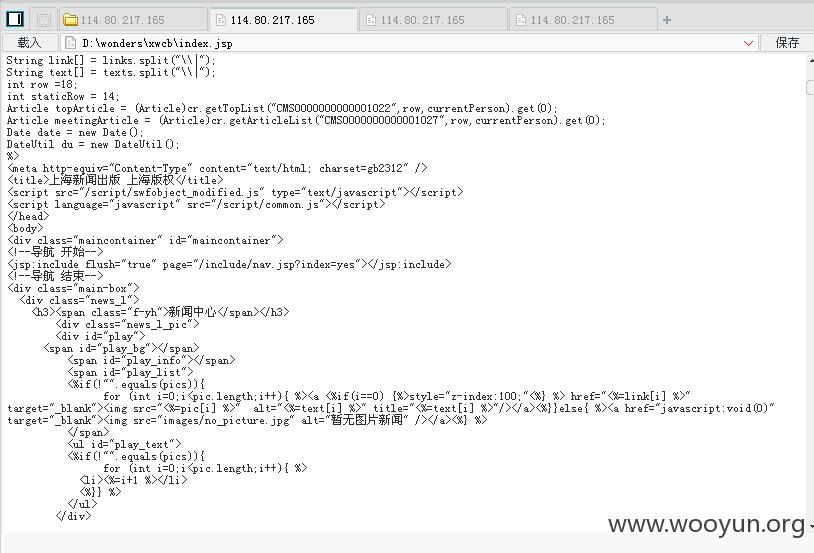 114.80.217.165
114.80.217.165
114.80.217.165
114.80.217.165
+
载入
D:\wonders\xwcb\index.jsp
保存
String link[] = links.split("\\|");
String text[] = texts.split("\\|");
int row =18;
int staticRow = 14;
Article topArticle = (Article)cr.getTopList("CMS0000000000001022",row,currentPerson).get(0);
Article meetingArticle = (Article)cr.getArticleList("CMS0000000000001027",row,currentPerson).get(0);
Date date = new Date();
DateUtil du = new DateUtil();
%>
<meta http-equiv="Content-Type" content="text/html; charset=gb2312" />
<title>上海新闻出版 上海版权</title>
<script src="/script/swfobject_modified.js" type="text/javascript"></script>
<script language="javascript" src="/script/common.js"></script>
</head>
<body>
<div class="maincontainer" id="maincontainer">
<!--导航 开始-->
<jsp:include flush="true" page="/include/nav.jsp?index=yes"></jsp:include>
<!--导航 结束-->
<div class="main-box">
<div class="news_l">
<h3><span class="f-yh">新闻中心</span></h3>
<div class="news_l_pic">
<div id="play">
<span id="play_bg"></span>
<span id="play_info"></span>
<span id="play_list">
<%if(!"".equals(pics)){
for (int i=0;i<pic.length;i++){ %><a <%if(i==0) {%>style="z-index:100;"<%} %> href="<%=link[i] %>"
target="_blank"><img src="<%=pic[i] %>"  alt="<%=text[i] %>" title="<%=text[i] %>"/></a><%}}else{ %><a href="javascript:void(0)"
target="_blank"><img src="images/no_picture.jpg" alt="暂无图片新闻" /></a><%} %>
</span>
<ul id="play_text">
<%if(!"".equals(pics)){
for (int i=0;i<pic.length;i++){ %>
<li><%=i+1 %></li>
<%}} %>
</ul>
</div>
www.wooyun.org